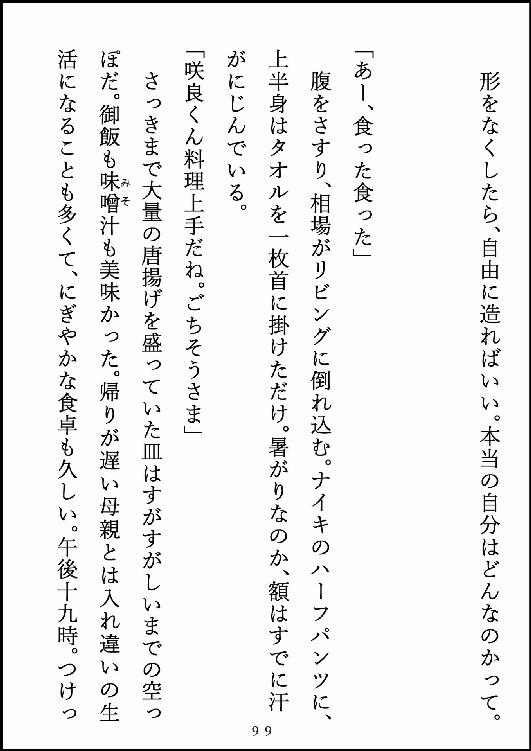 形をなくしたら、自由に造ればいい。本当の自分はどんなのかって。
「あー、食った食った」
腹をさすり、相場がリビングに倒れ込む。ナイキのハーフパンツに、
上半身はタオルを一枚首に掛けただけ。暑がりなのか、額はすでに汗
がにじんでいる。
「咲良くん料理上手だね。ごちそうさま」
さっきまで大量の唐揚げを盛っていた皿はすがすがしいまでの空っ
ぽだ。御飯も味噌汁も美味かった。帰りが遅い母親とは入れ違いの生
みそ
活になることも多くて、にぎやかな食卓も久しい。午後十九時。つけっ
99